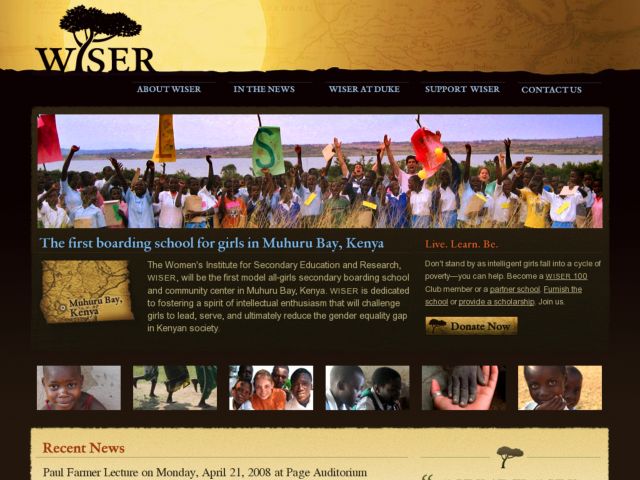 WISER
ABOUT WISER
IN THE NEWS
WISER AT DUKE
SUPPORT WISER
CONTACT US
S
The first boarding school for girls in Muhuru Bay, Kenya
Muhuru Bay,
Kenya
The Women's Institute for Secondary Education and Research,
WISER, will be the first model all-girls secondary boarding school
and community center in Muhuru Bay, Kenya. WISER is dedicated
to fostering a spirit of intellectual enthusiasm that will challenge
girls to lead, serve, and ultimately reduce the gender equality gap
in Kenyan society.
Live. Learn. Be.
Don't stand by as intelligent girls fall into a cycle of
poverty—you can help. Become a WISER 100
Club member or a partner school. Furnish the
school or provide a scholarship. Join us.
Donate Now
Recent News
Paul Farmer Lecture on Monday, April 21, 2008 at Page Auditorium